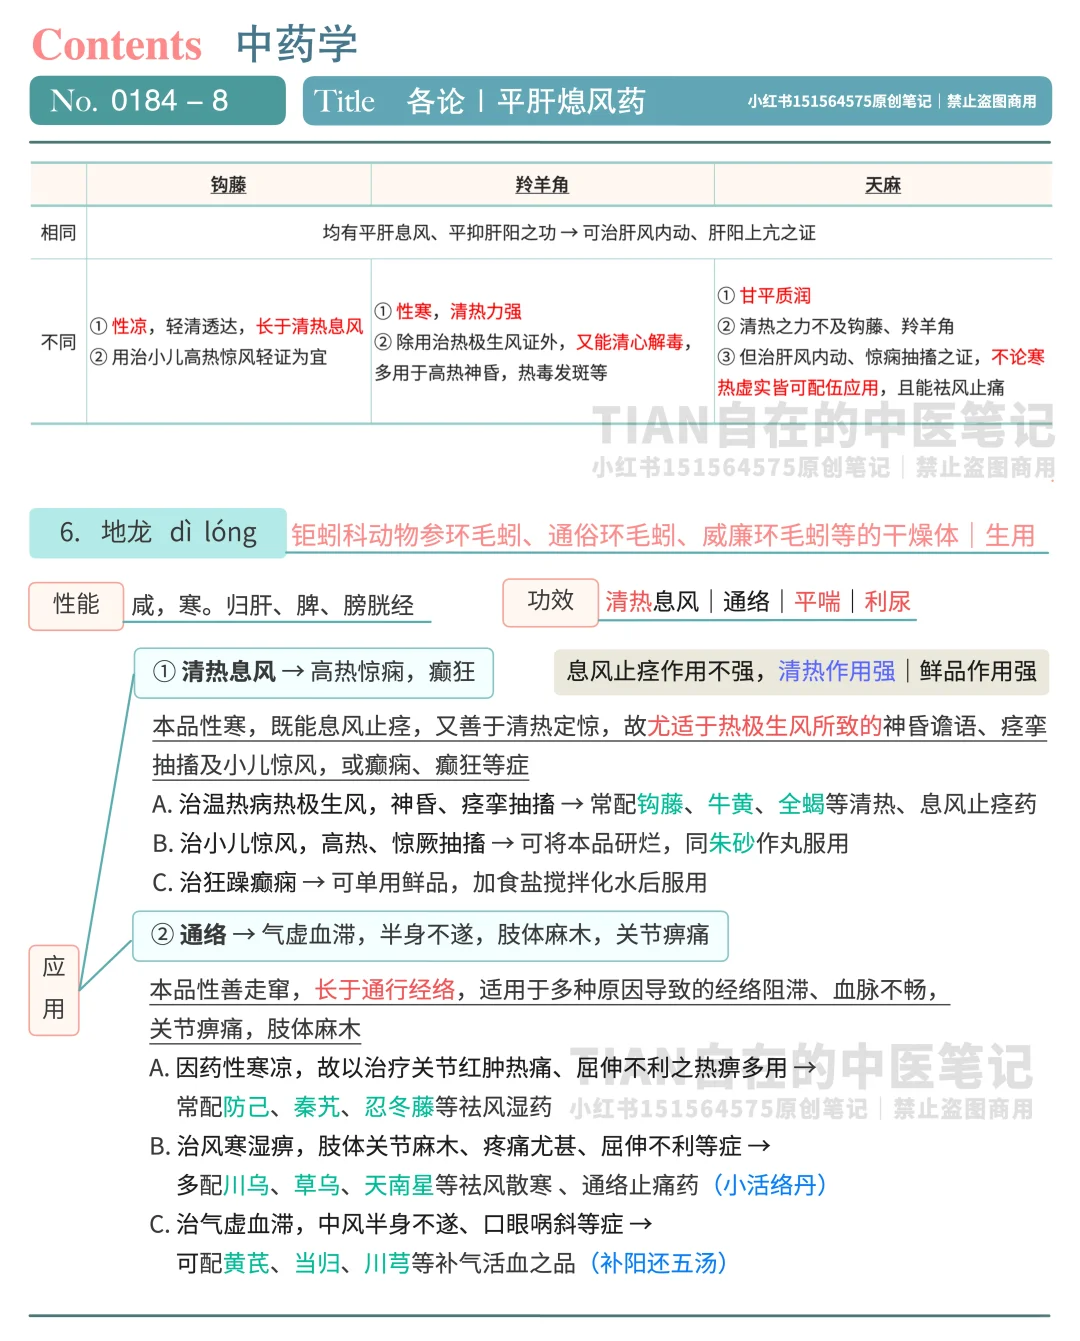 Contents 中药学
No. 0184 – 8
Title 各论 | 平肝熄风药
小红书151564575原创笔记｜禁止盗图商用
钩藤
羚羊角
天麻
相同
均有平肝息风、平抑肝阳之功 → 可治肝风内动、肝阳上亢之证
不同
① 性凉，轻清透达，长于清热息风
② 用治小儿高热惊风轻证为宜
① 性寒，清热力强
② 除用治热极生风证外，又能清心解毒，
多用于高热神昏，热毒发斑等
① 甘平质润
② 清热之力不及钩藤、羚羊角
③ 但治肝风内动、惊痫抽搐之证，不论寒
热虚实皆可配伍应用，且能祛风止痛
TIAN自在的中医笔记
小红书151564575原创笔记｜禁止盗图商用
6. 地龙 dì lóng
钜蚓科动物参环毛蚓、通俗环毛蚓、威廉环毛蚓等的干燥体｜生用
性能
咸，寒。归肝、脾、膀胱经
功效
清热息风｜通络｜平喘｜利尿
① 清热息风 → 高热惊痫，癫狂
息风止痉作用不强，清热作用强｜鲜品作用强
本品性寒，既能息风止痉，又善于清热定惊，故尤适于热极生风所致的神昏谵语、痉挛
抽搐及小儿惊风，或癫痫、癫狂等症
A. 治温热病热极生风，神昏、痉挛抽搐 → 常配钩藤、牛黄、全蝎等清热、息风止痉药
B. 治小儿惊风，高热、惊厥抽搐 → 可将本品研烂，同朱砂作丸服用
C. 治狂躁癫痫 → 可单用鲜品，加食盐搅拌化水后服用
② 通络 → 气虚血滞，半身不遂，肢体麻木，关节痹痛
应
用
本品性善走窜，长于通行经络，适用于多种原因导致的经络阻滞、血脉不畅，
关节痹痛，肢体麻木
TIAN自在的中医笔记
A. 因药性寒凉，故以治疗关节红肿热痛、屈伸不利之热痹多用 →
常配防己、秦艽、忍冬藤等祛风湿药
小红书151564575原创笔记｜禁止盗图商用
B. 治风寒湿痹，肢体关节麻木、疼痛尤甚、屈伸不利等症 →
多配川乌、草乌、天南星等祛风散寒 、通络止痛药（小活络丹）
C. 治气虚血滞，中风半身不遂、口眼㖞斜等症 →
可配黄芪、当归、川芎等补气活血之品（补阳还五汤）